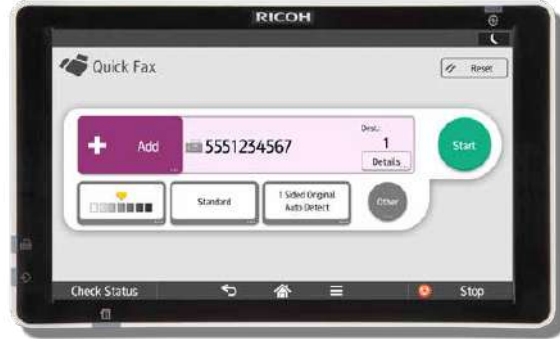 RICOH
Quick Fax
Reset
Add
5551234567
Dest.:
1
Details
Start
Standard
1 Sided Original
Auto Detect
Other
Check Status
Stop